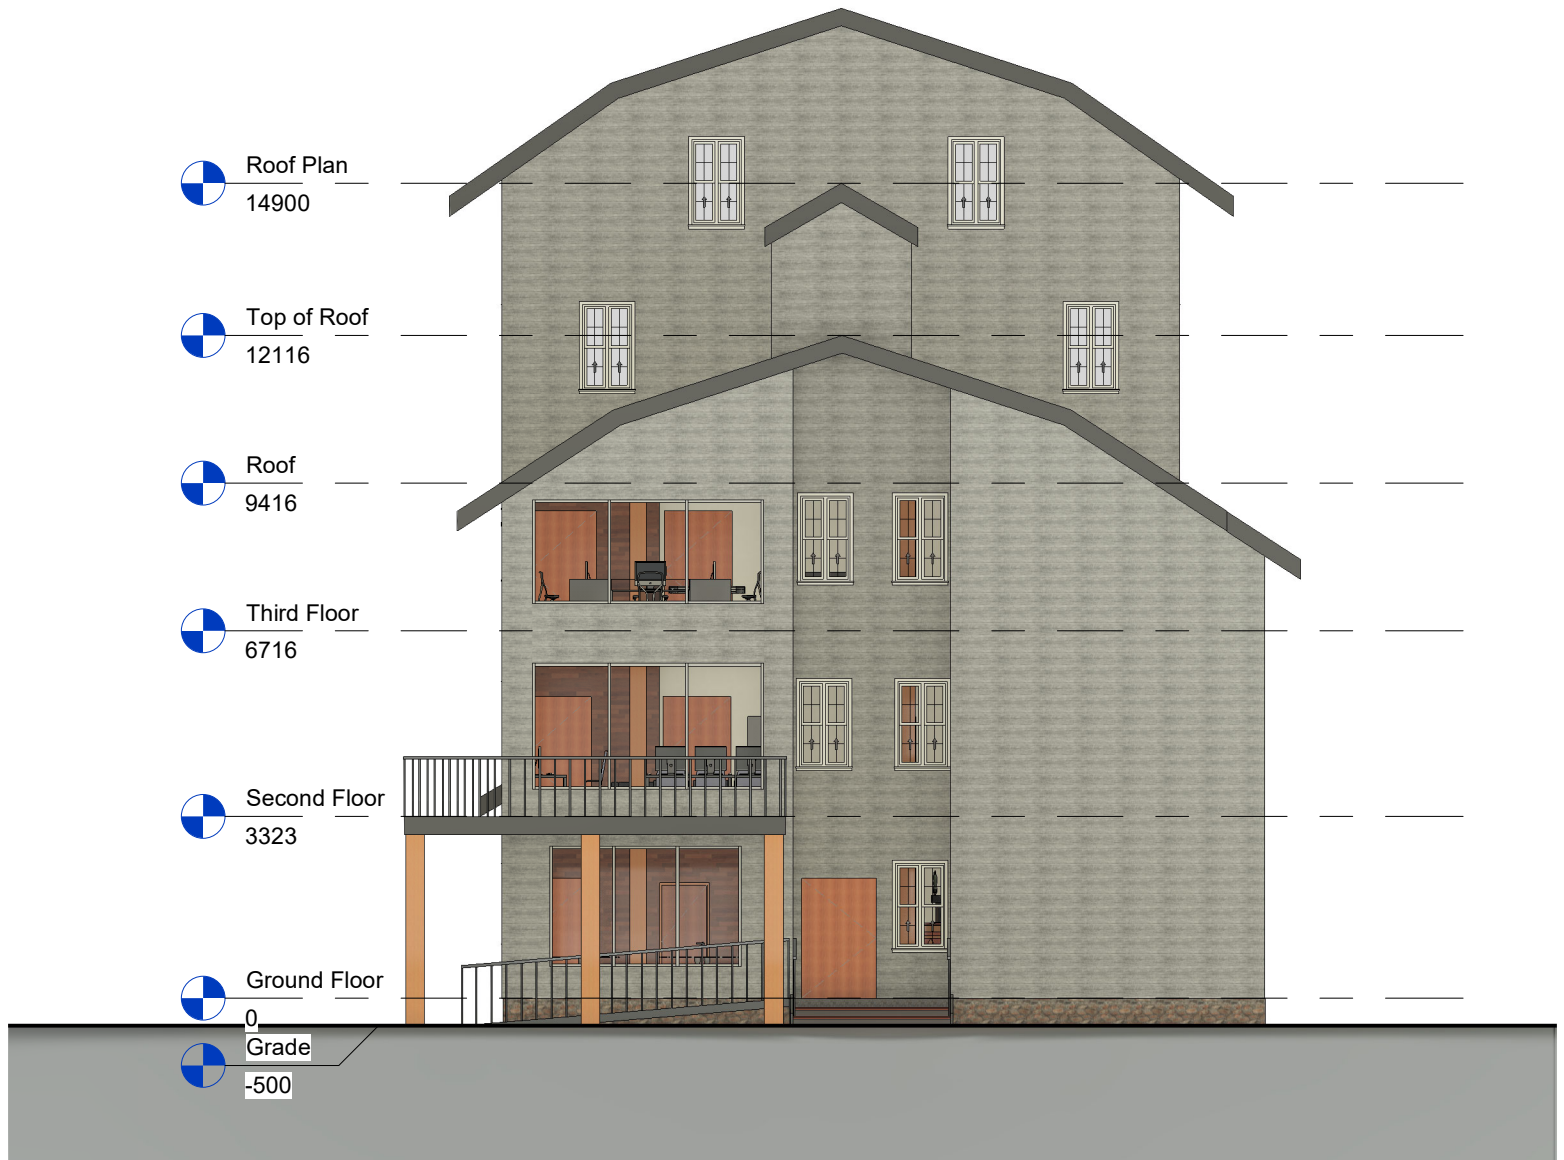 Roof Plan
14900
Top of Roof
12116
Roof
9416
Third Floor
6716
Second Floor
3323
Ground Floor
0
Grade
-500